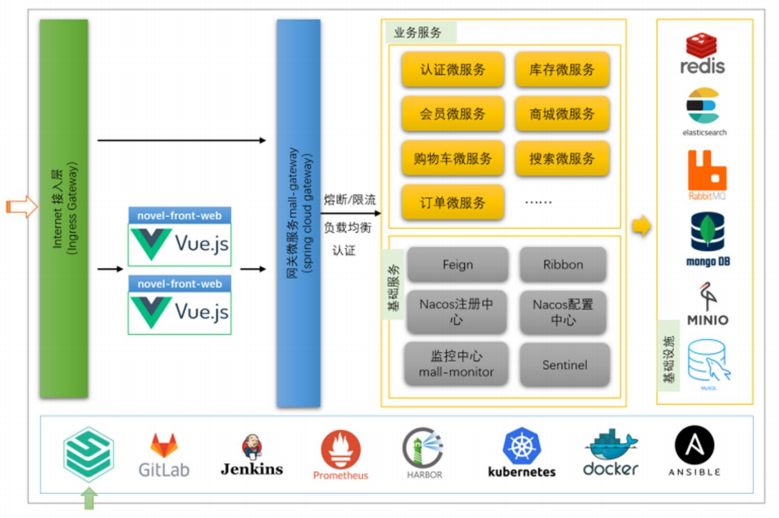 Internet 接入层
(Ingress Gateway)
novel-front-web
Vue.js
novel-front-web
Vue.js
网关微服务mall-gateway
(spring cloud gateway)
熔断/限流
负载均衡
认证
业务服务
认证微服务
库存微服务
会员微服务
商城微服务
购物车微服务
搜索微服务
订单微服务
……
基础服务
Feign
Ribbon
Nacos注册中
心
Nacos配置
中心
监控中心
mall-monitor
Sentinel
redis
elasticsearch
RabbitMQ
mongoDB
MINIO
基础设施
MySQL
GitLab
Jenkins
Prometheus
HARBOR
kubernetes
docker
ANSIBLE